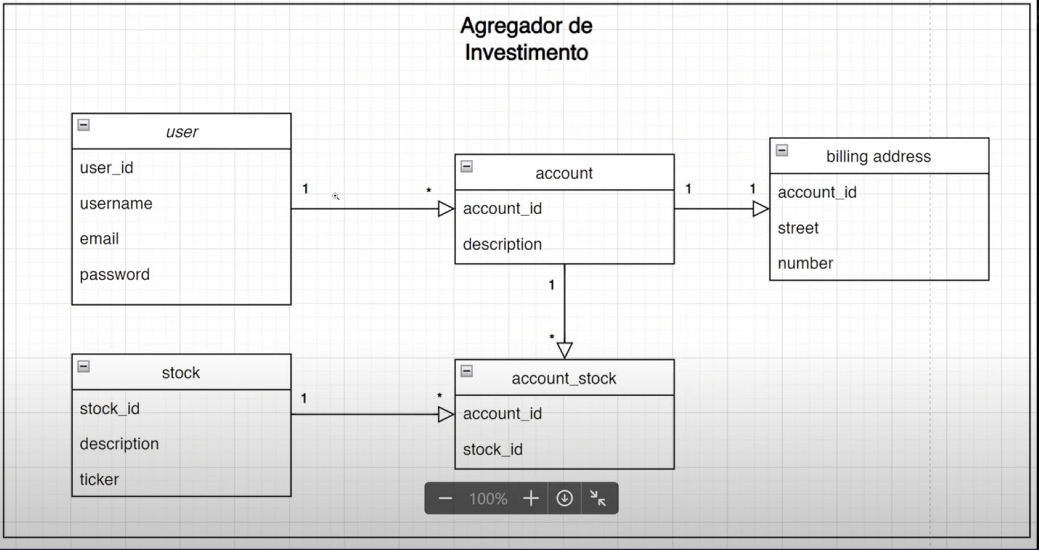 Agregador de
Investimento
user
user_id
username
email
password
1
*
account
account_id
description
1
1
billing address
account_id
street
number
1
*
stock
stock_id
description
ticker
1
*
account_stock
account_id
stock_id
100%